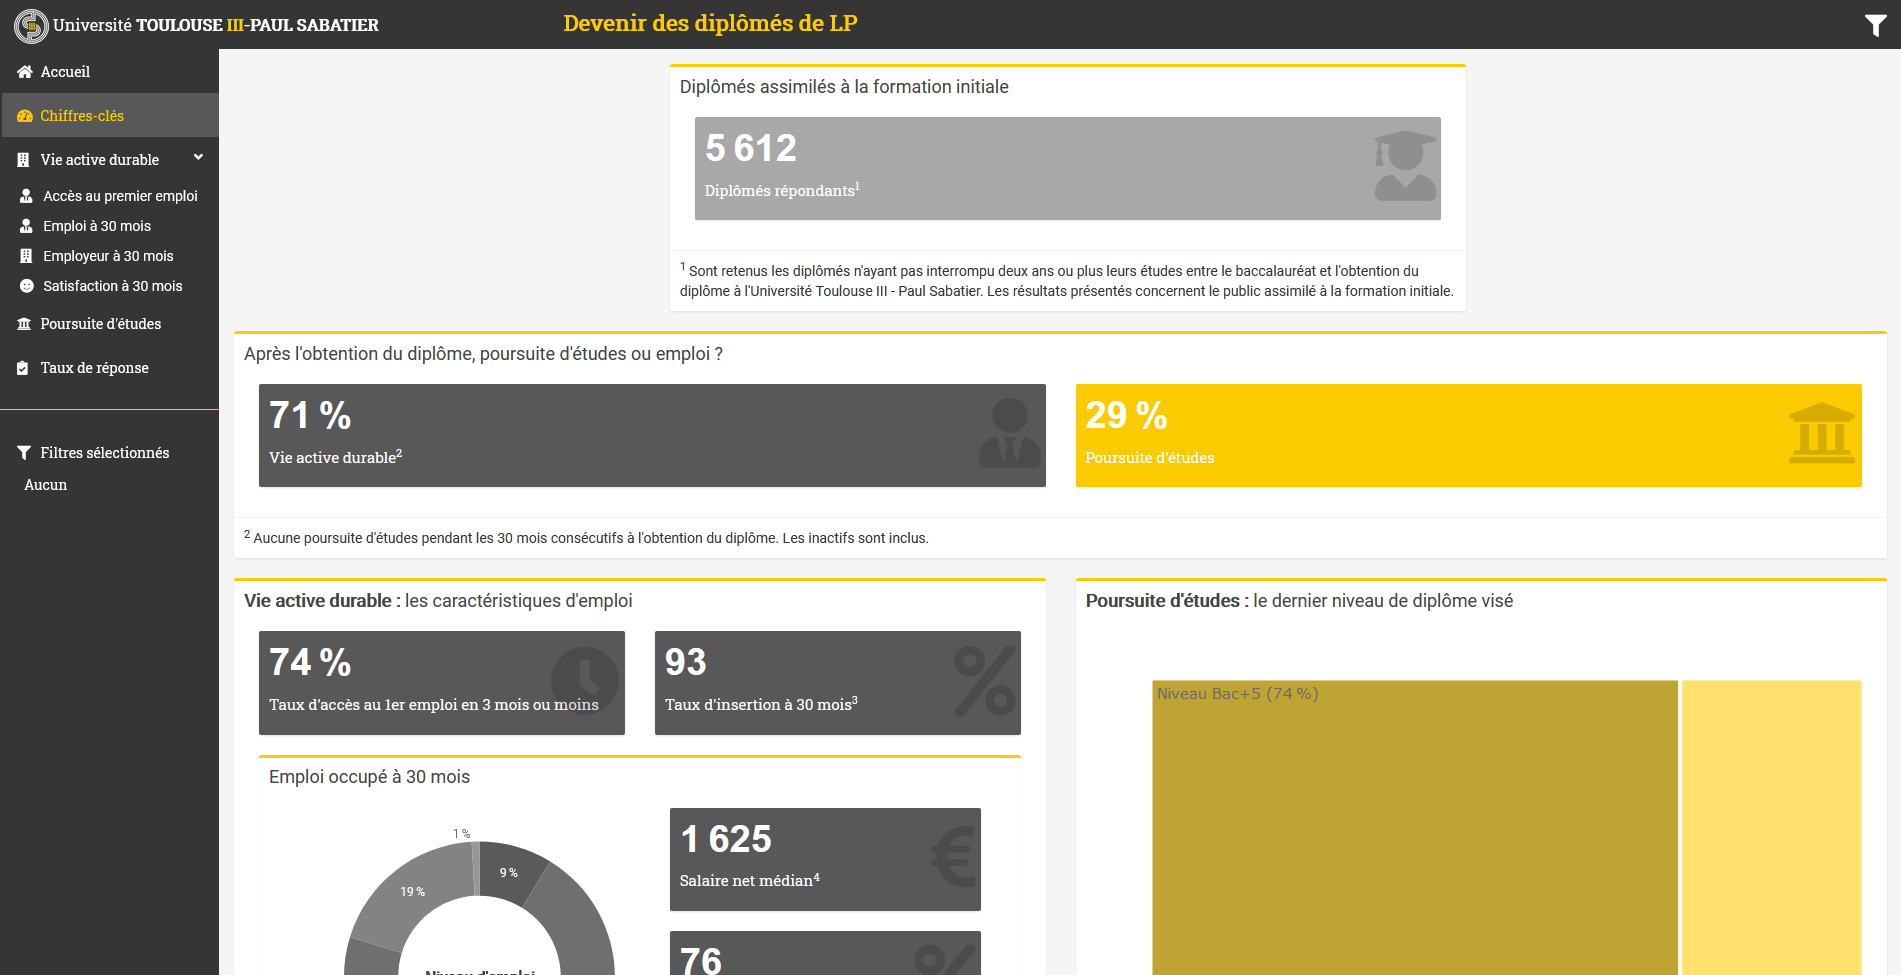 Université TOULOUSE III-PAUL SABATIER
Devenir des diplômés de LP
Accueil
Chiffres-clés
Vie active durable
Accès au premier emploi
Emploi à 30 mois
Employeur à 30 mois
Satisfaction à 30 mois
Poursuite d'études
Taux de réponse
Filtres sélectionnés
Aucun
Diplômés assimilés à la formation initiale
5 612
Diplômés répondants¹
¹ Sont retenus les diplômés n'ayant pas interrompu deux ans ou plus leurs études entre le baccalauréat et l'obtention du
diplôme à l'Université Toulouse III - Paul Sabatier. Les résultats présentés concernent le public assimilé à la formation initiale.
Après l'obtention du diplôme, poursuite d'études ou emploi ?
71 %
Vie active durable²
29 %
Poursuite d'études
² Aucune poursuite d'études pendant les 30 mois consécutifs à l'obtention du diplôme. Les inactifs sont inclus.
Vie active durable : les caractéristiques d'emploi
74 %
Taux d'accès au 1er emploi en 3 mois ou moins
93
Taux d'insertion à 30 mois³
Emploi occupé à 30 mois
1 %
9 %
19 %
Niveau d'emploi
1 625
Salaire net médian⁴
76
Poursuite d'études : le dernier niveau de diplôme visé
Niveau Bac+5 (74 %)